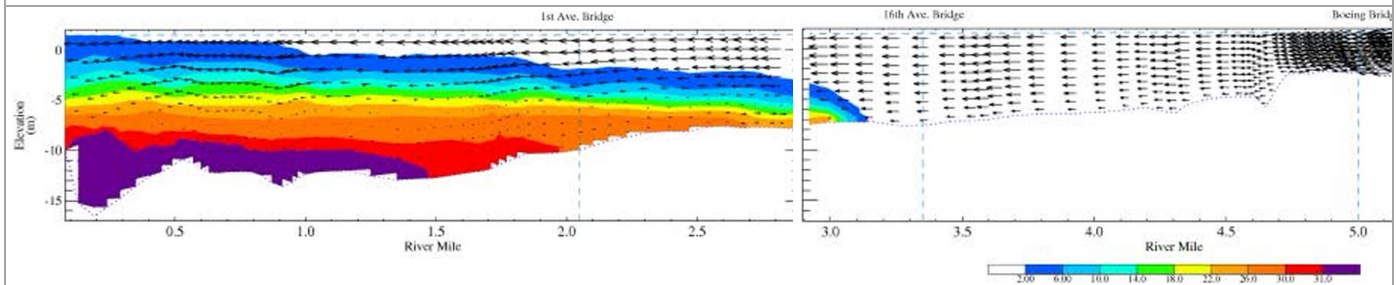 1st Ave. Bridge
16th Ave. Bridge
Boeing Brid
0
-5
-10
-15
Elevation
(m)
0.5 1.0 1.5 2.0 2.5
3.0 3.5 4.0 4.5 5.0
River Mile
River Mile
2.00 6.00 10.0 14.0 18.0 22.0 26.0 30.0 31.0